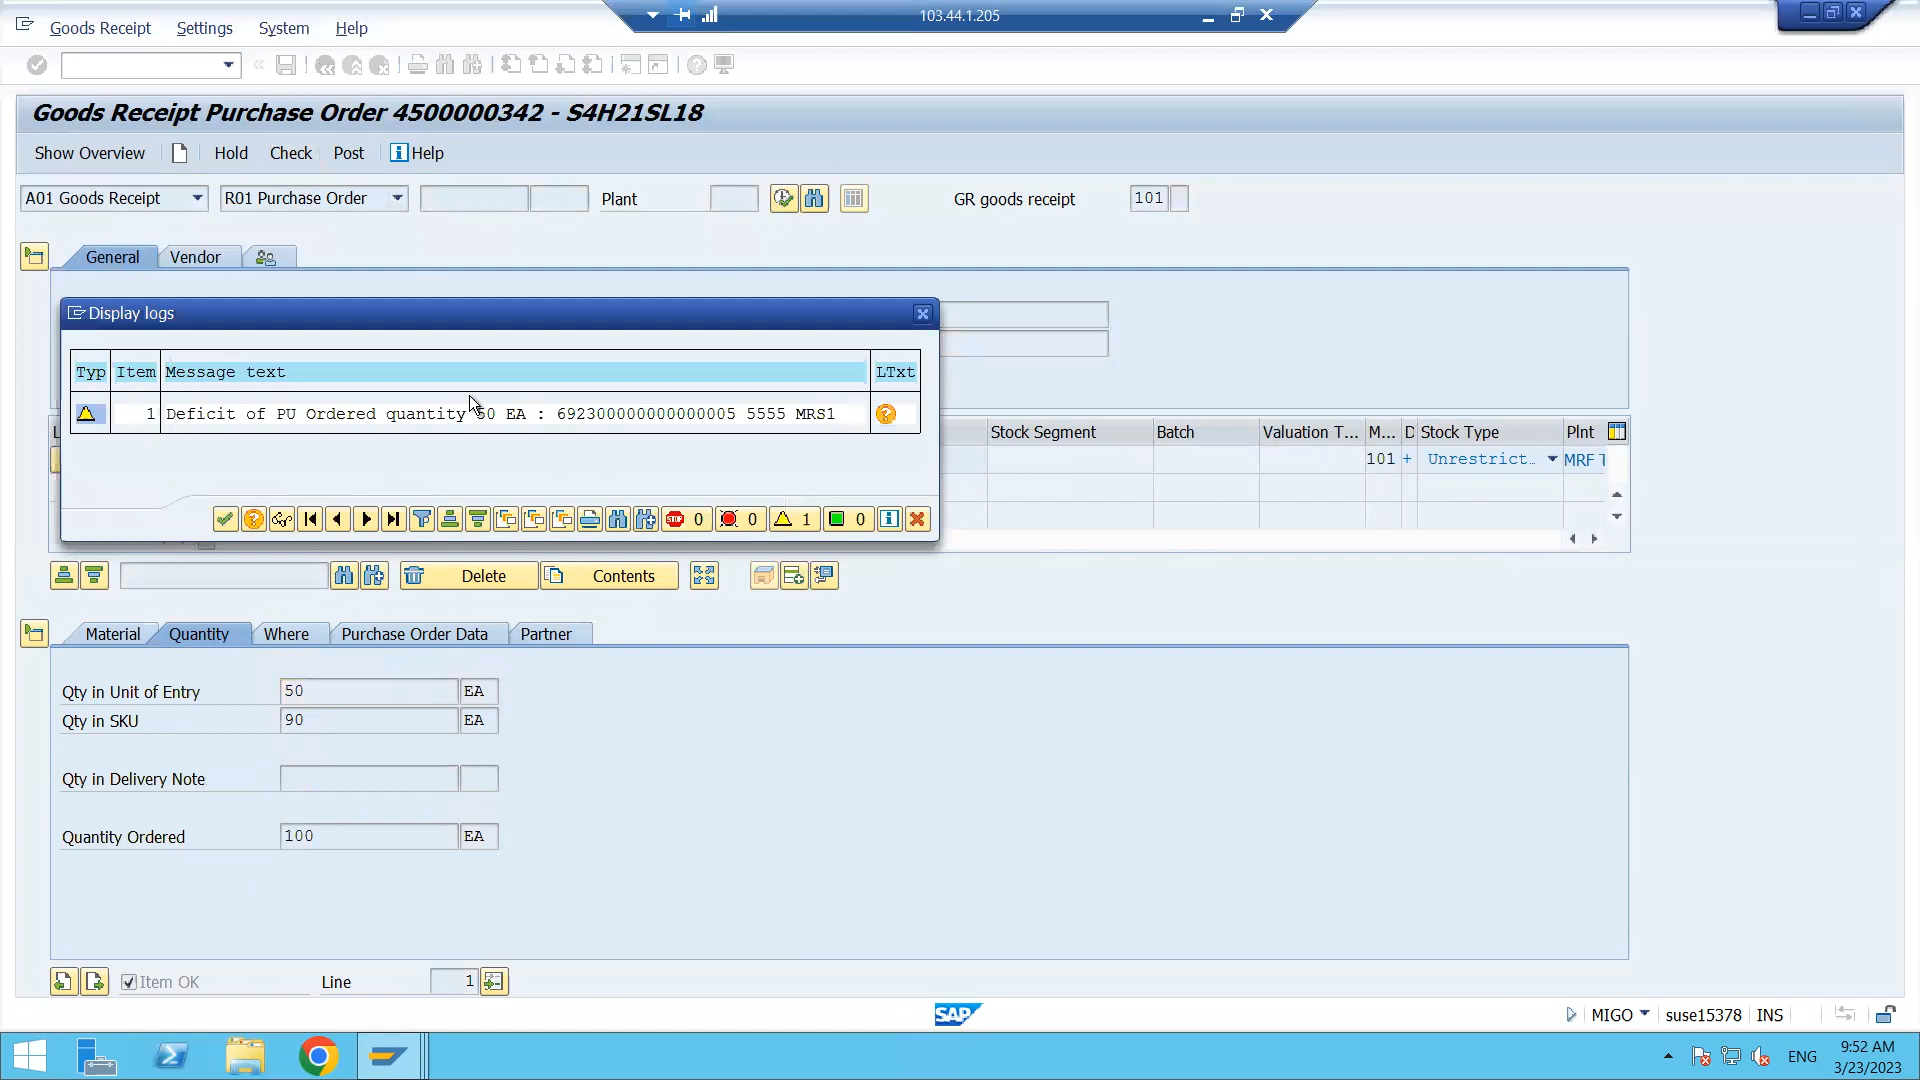 103.44.1.205
Goods Receipt Settings System Help
Goods Receipt Purchase Order 4500000342 - S4H21SL18
Show Overview Hold Check Post Help
A01 Goods Receipt R01 Purchase Order Plant GR goods receipt 101
General Vendor
Display logs
Typ Item Message text LTxt
1 Deficit of PU Ordered quantity 50 EA : 692300000000000005 5555 MRS1
Stock Segment Batch Valuation T... M... D Stock Type Plnt
101 + Unrestrict... MRF T
0 0 1 0
Delete Contents
Material Quantity Where Purchase Order Data Partner
Qty in Unit of Entry 50 EA
Qty in SKU 90 EA
Qty in Delivery Note
Quantity Ordered 100 EA
Item OK Line 1
SAP
MIGO suse15378 INS
ENG
9:52 AM
3/23/2023